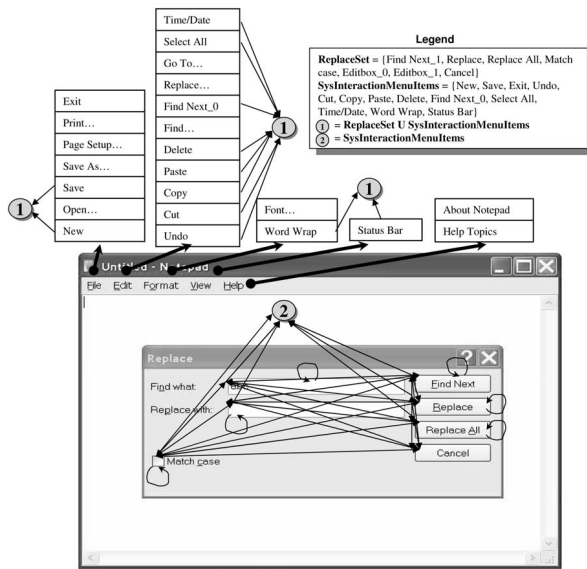 Time/Date
Select All
Go To…
Replace…
Find Next_0
Find…
Delete
Paste
Copy
Cut
Undo
1
Legend
ReplaceSet = {Find Next_1, Replace, Replace All, Match
case, Editbox_0, Editbox_1, Cancel}
SysInteractionMenuItems = {New, Save, Exit, Undo,
Cut, Copy, Paste, Delete, Find Next_0, Select All,
Time/Date, Word Wrap, Status Bar}
1 = ReplaceSet U SysInteractionMenuItems
2 = SysInteractionMenuItems
Exit
Print…
Page Setup…
Save As…
Save
Open…
New
1
1
Font…
Word Wrap
Status Bar
About Notepad
Help Topics
Untitled - Notepad
File Edit Format View Help
2
Replace
Find what:
Replace with:
Match case
Find Next
Replace
Replace All
Cancel